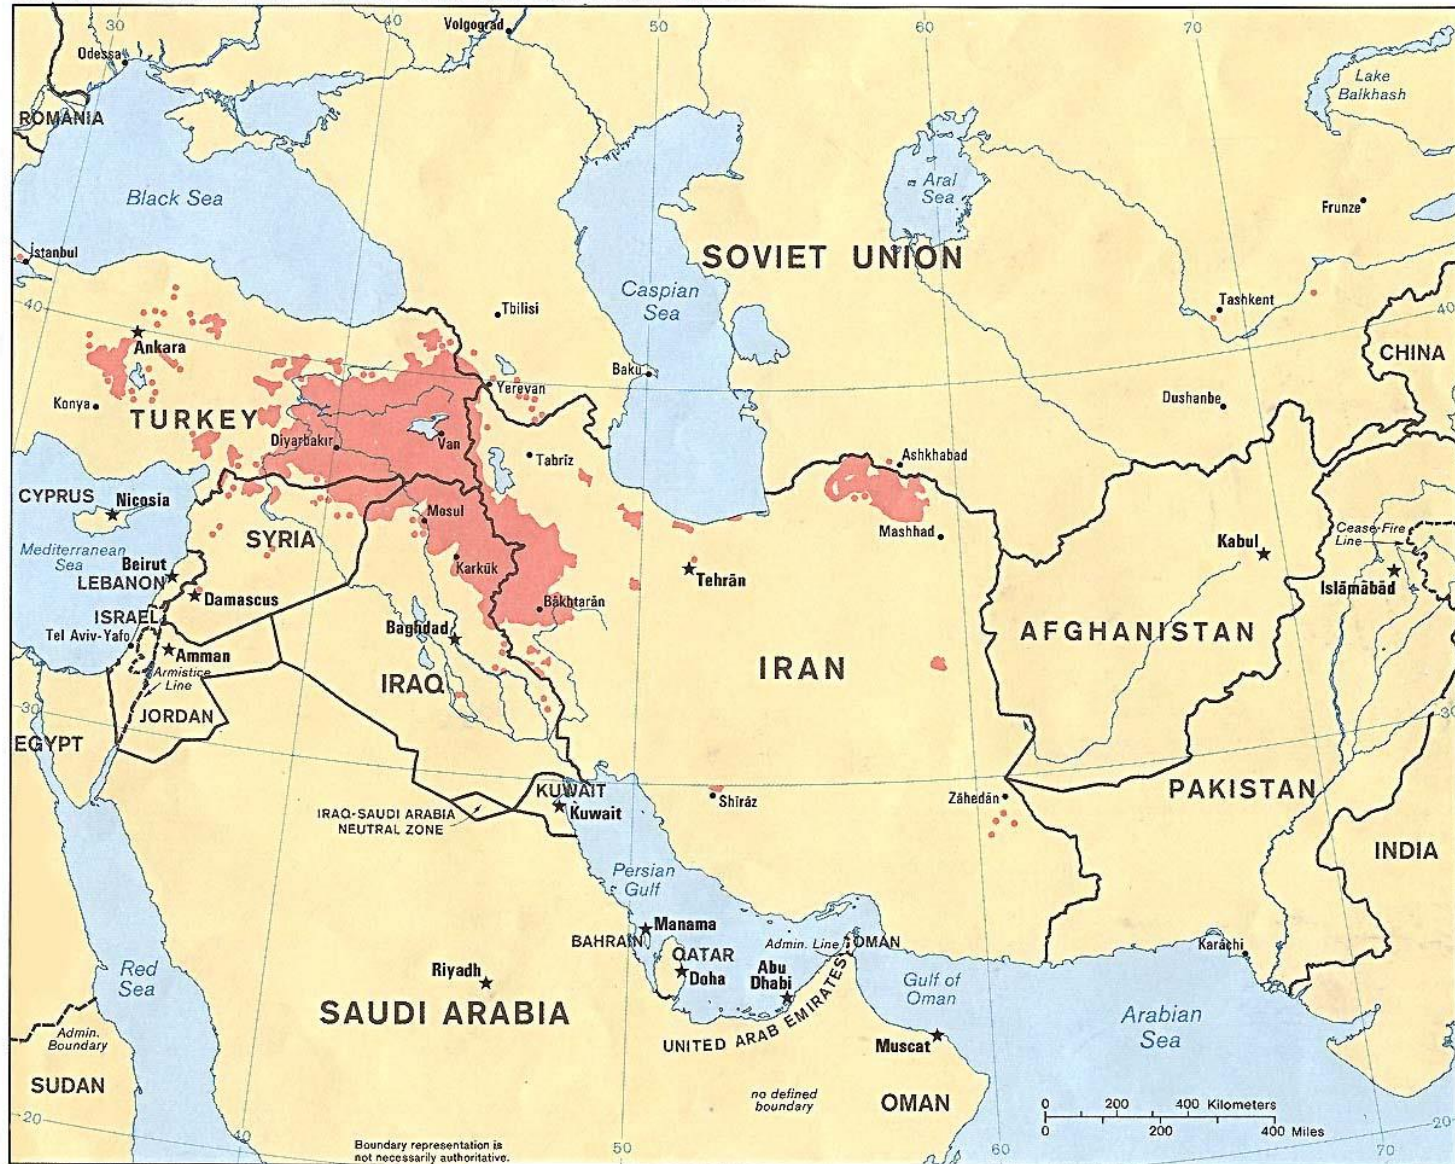 30
40
50
60
70
Volgograd
Odessa
Lake
Balkhash
ROMANIA
Black Sea
Aral
Sea
Frunze
İstanbul
SOVIET UNION
Caspian
Sea
Tashkent
40
40
Tbilisi
Ankara
CHINA
Baku
Yerevan
Dushanbe
Konya
TURKEY
Diyarbakır
Van
Tabrīz
Ashkhabad
CYPRUS
Nicosia
Mosul
Mashhad
SYRIA
Cease-Fire
Line
Mediterranean
Sea
Beirut
LEBANON
Karkūk
Tehrān
Kabul
Islāmābād
Damascus
Bākhtarān
ISRAEL
Tel Aviv-Yafo
Baghdad
AFGHANISTAN
Amman
Armistice
Line
IRAQ
IRAN
30
JORDAN
30
EGYPT
KUWAIT
Kuwait
Shīrāz
Zāhedān
PAKISTAN
IRAQ-SAUDI ARABIA
NEUTRAL ZONE
INDIA
Persian
Gulf
Manama
BAHRAIN
QATAR
Doha
Admin. Line
OMAN
Karāchi
Abu
Dhabi
Riyadh
Gulf of
Oman
Red
Sea
SAUDI ARABIA
UNITED ARAB EMIRATES
Arabian
Sea
Admin.
Boundary
Muscat
SUDAN
no defined
boundary
OMAN
0 200 400 Kilometers
0 200 400 Miles
20
20
40
50
60
70
Boundary representation is
not necessarily authoritative.